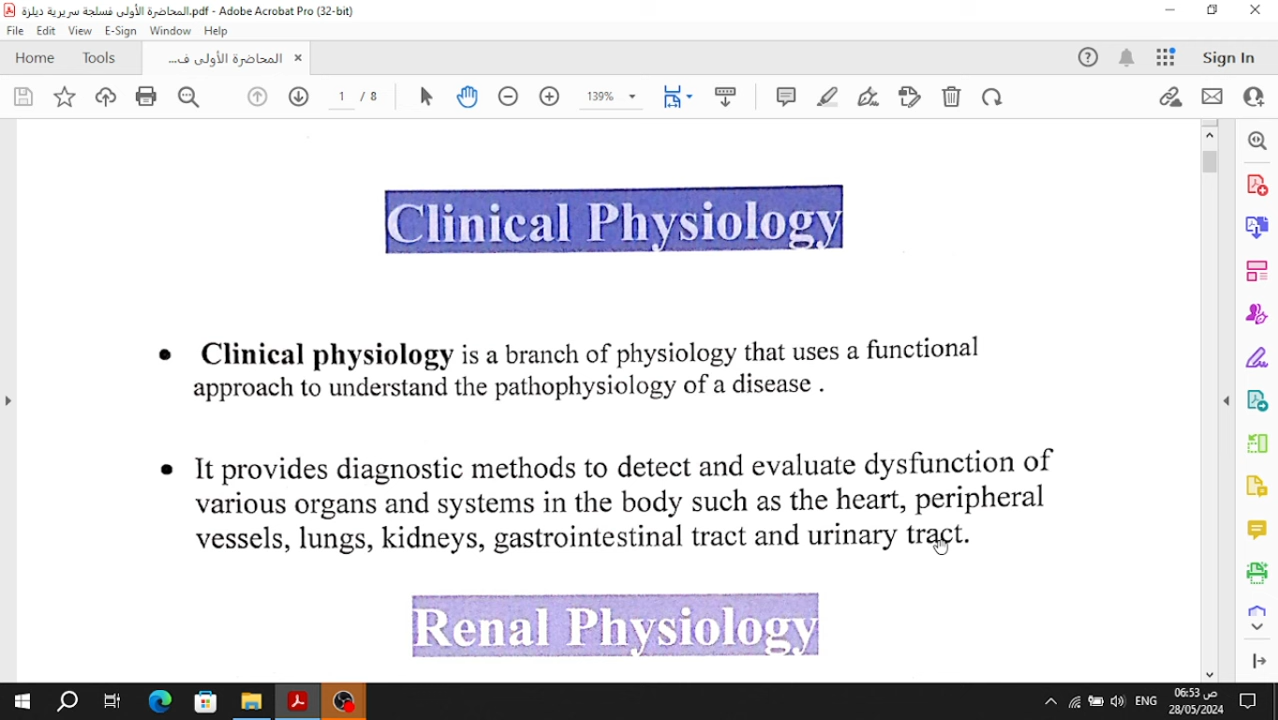 المحاضرة الأولى فسلجة سريرية ديلزة.pdf - Adobe Acrobat Pro (32-bit)
File Edit View E-Sign Window Help
Home Tools المحاضرة الأولى ف...
Sign In
1 / 8 139%
Clinical Physiology
• Clinical physiology is a branch of physiology that uses a functional
approach to understand the pathophysiology of a disease .
• It provides diagnostic methods to detect and evaluate dysfunction of
various organs and systems in the body such as the heart, peripheral
vessels, lungs, kidneys, gastrointestinal tract and urinary tract.
Renal Physiology
ENG
06:53 ص
28/05/2024